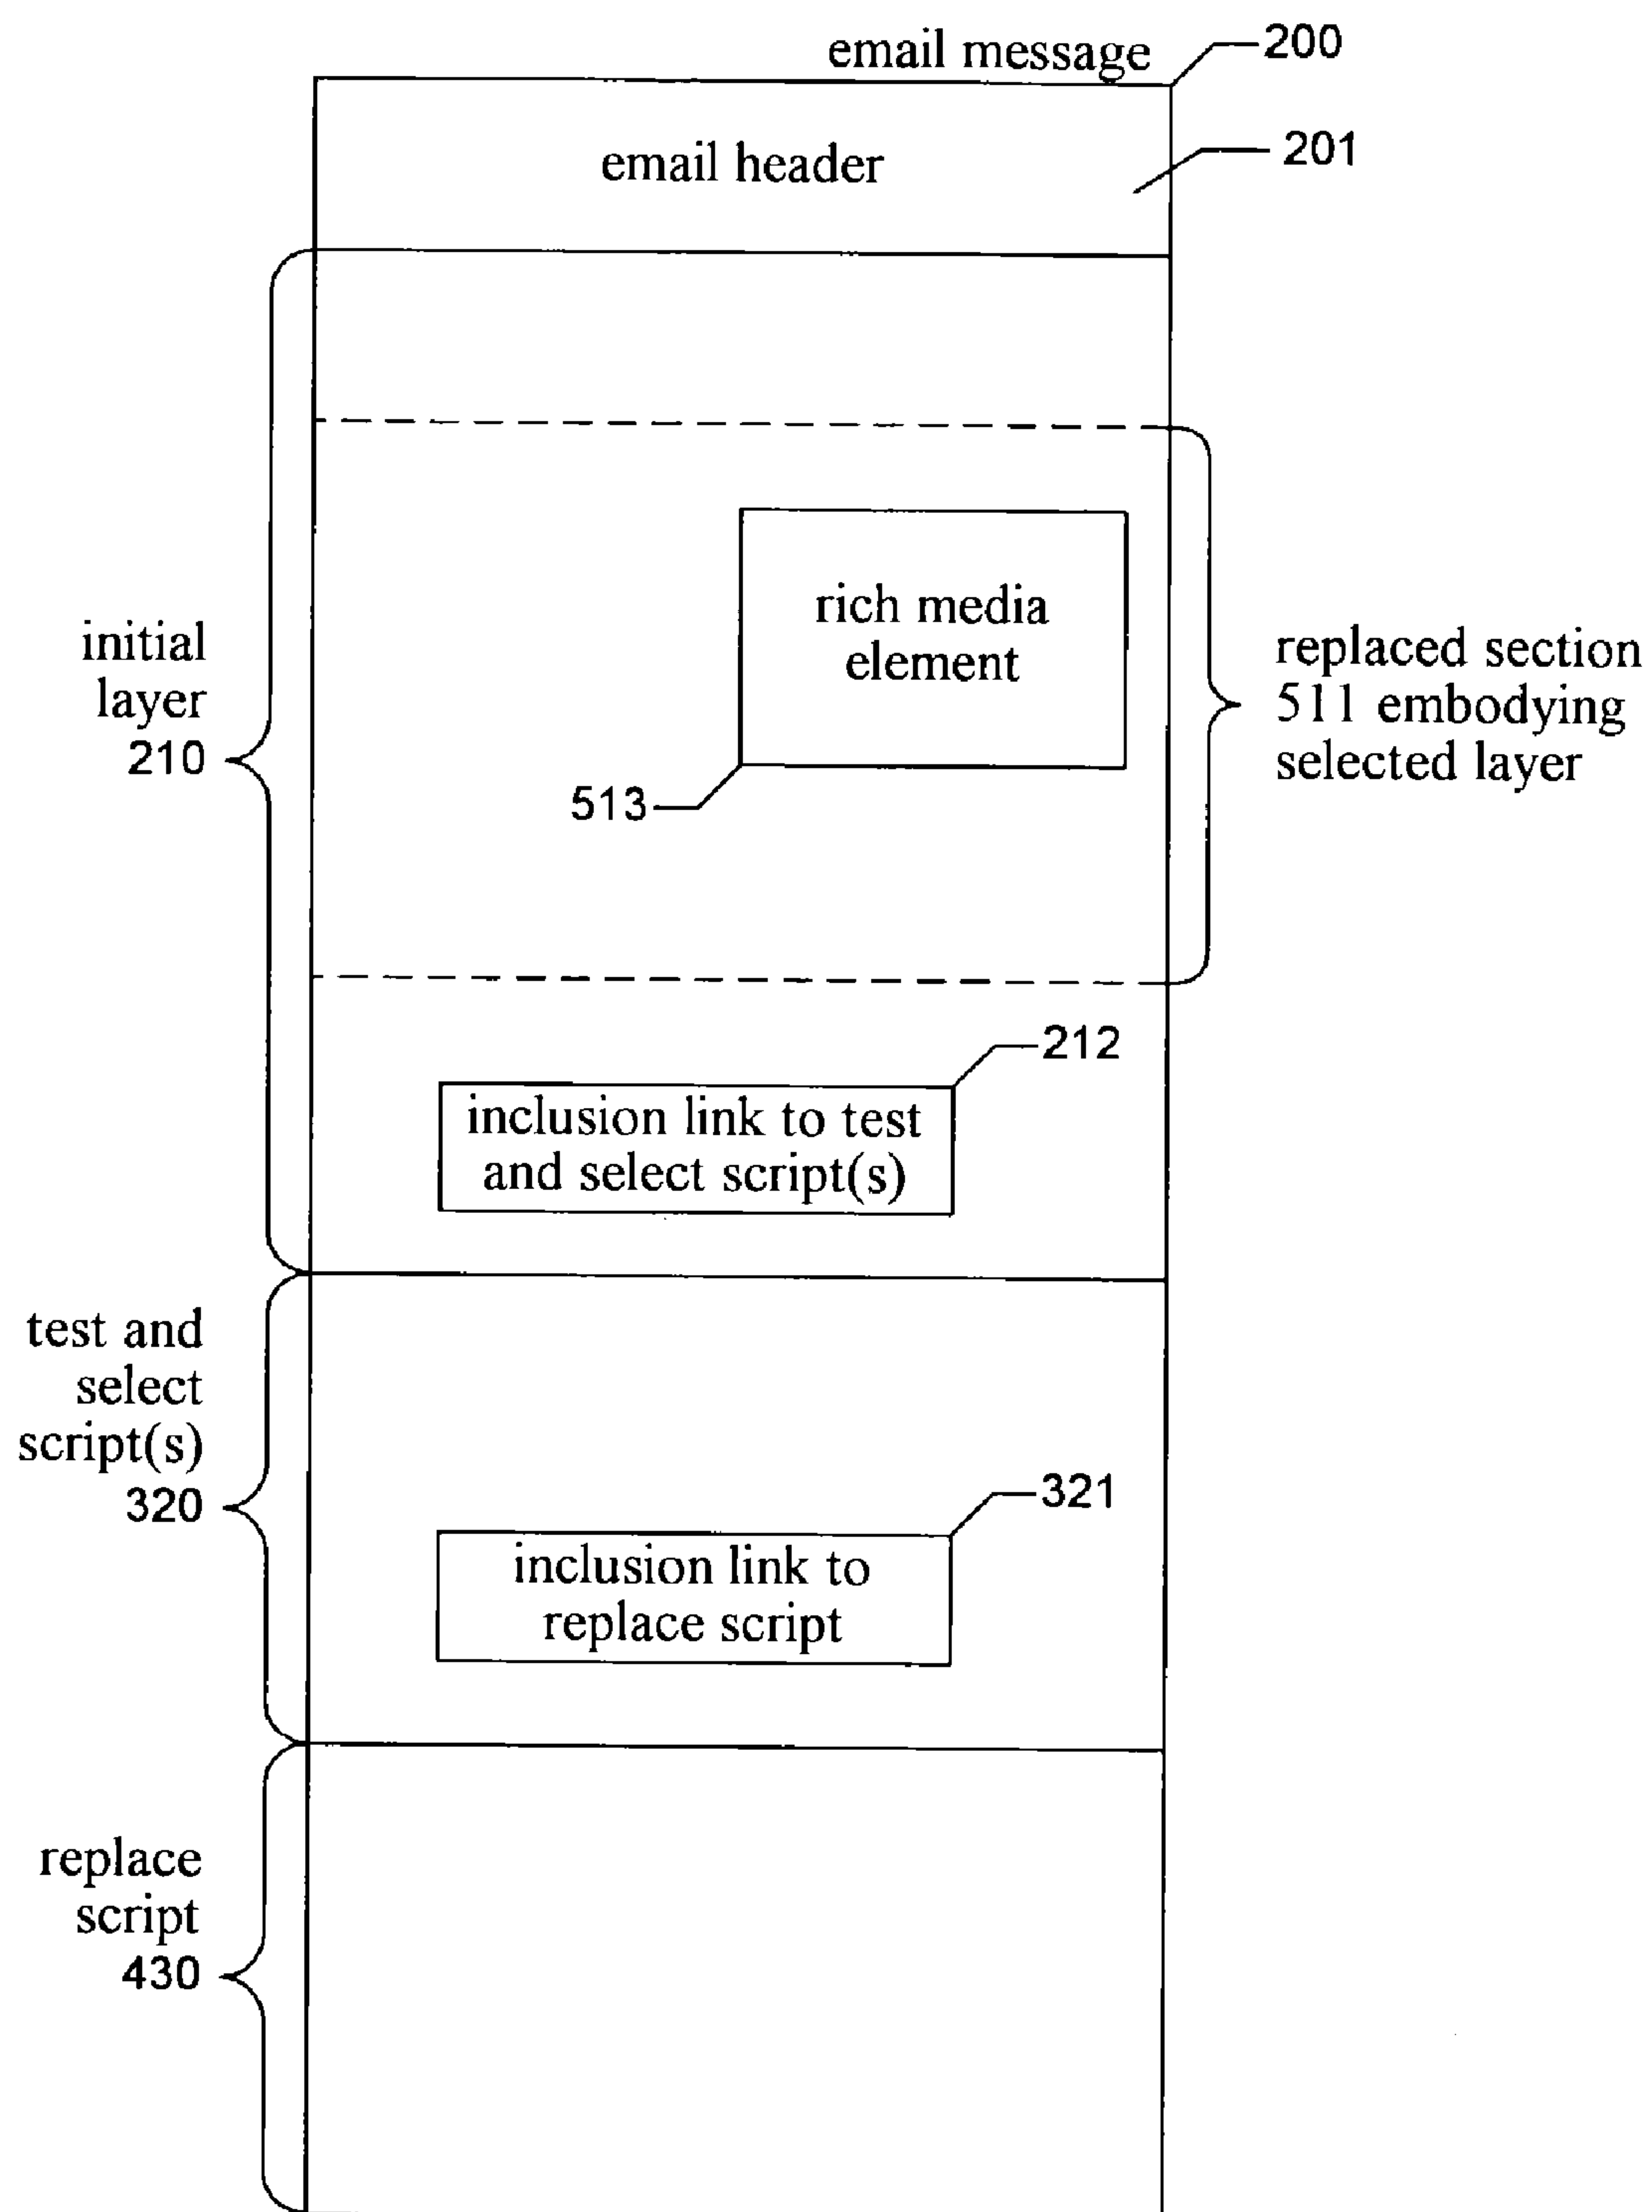 email message
200
email header
201
rich media
element
513
initial
layer
210
replaced section
511 embodying
selected layer
212
inclusion link to test
and select script(s)
test and
select
script(s)
320
321
inclusion link to
replace script
replace
script
430